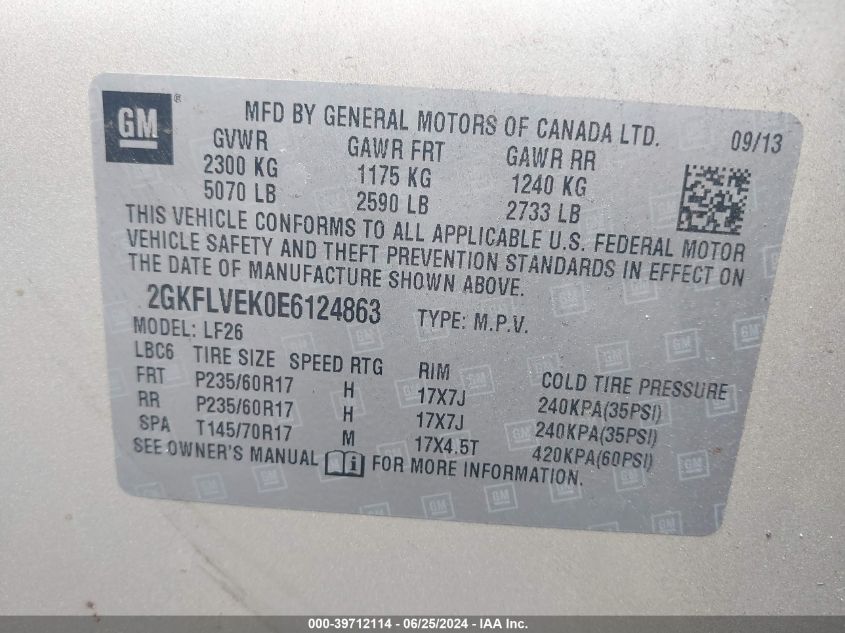 GM®
MFD BY GENERAL MOTORS OF CANADA LTD. 09/13
GVWR GAWR FRT GAWR RR
2300 KG 1175 KG 1240 KG
5070 LB 2590 LB 2733 LB
THIS VEHICLE CONFORMS TO ALL APPLICABLE U.S. FEDERAL MOTOR
VEHICLE SAFETY AND THEFT PREVENTION STANDARDS IN EFFECT ON
THE DATE OF MANUFACTURE SHOWN ABOVE.
2GKFLVEK0E6124863 TYPE: M.P.V.
MODEL: LF26
LBC6 TIRE SIZE SPEED RTG RIM COLD TIRE PRESSURE
FRT P235/60R17 H 17X7J 240KPA(35PSI)
RR P235/60R17 H 17X7J 240KPA(35PSI)
SPA T145/70R17 M 17X4.5T 420KPA(60PSI)
SEE OWNER'S MANUAL FOR MORE INFORMATION.
000-39712114 - 06/25/2024 - IAA Inc.